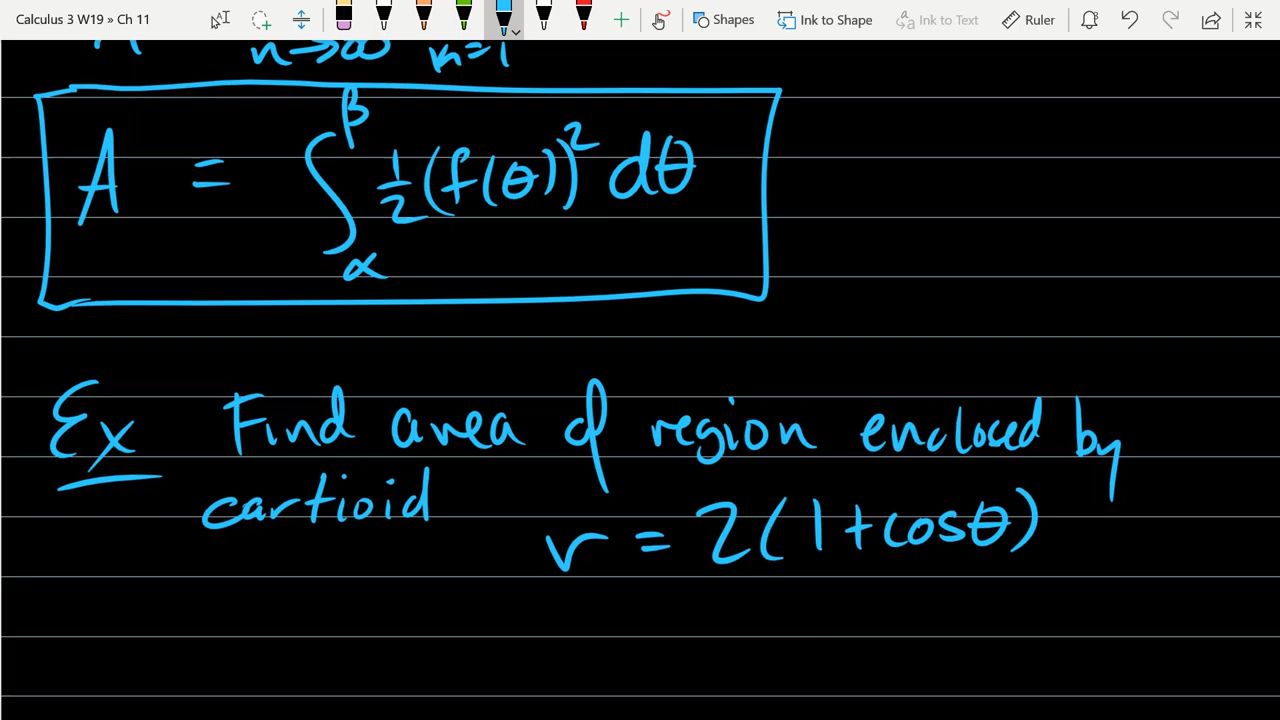 Calculus 3 W19 » Ch 11
Shapes
Ink to Shape
Ink to Text
Ruler
n→∞ m=1
A = ∫_α^β ½(f(θ))² dθ
Ex Find area of region enclosed by
cartioid r = 2(1+cosθ)